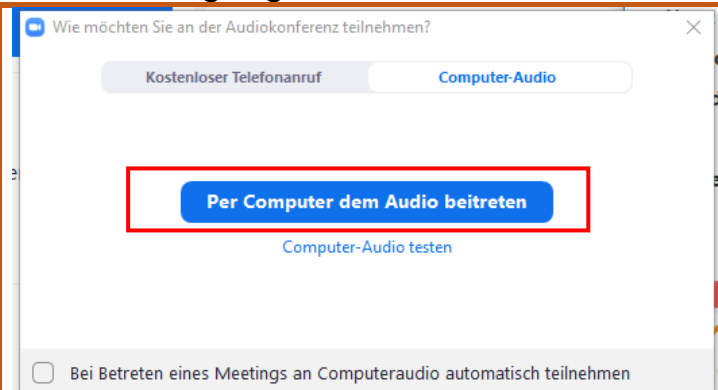 Wie möchten Sie an der Audiokonferenz teilnehmen?
Kostenloser Telefonanruf
Computer-Audio
Per Computer dem Audio beitreten
Computer-Audio testen
Bei Betreten eines Meetings an Computeraudio automatisch teilnehmen